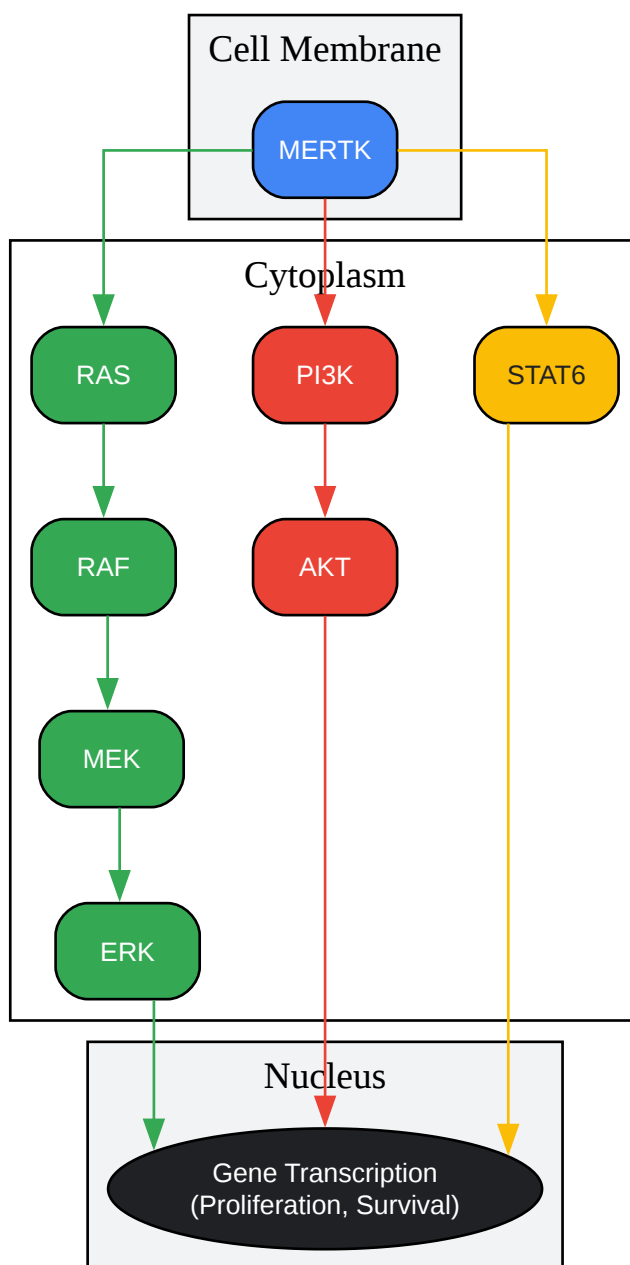 Cell Membrane
MERTK
Cytoplasm
RAS
PI3K
STAT6
RAF
AKT
MEK
ERK
Nucleus
Gene Transcription
(Proliferation, Survival)